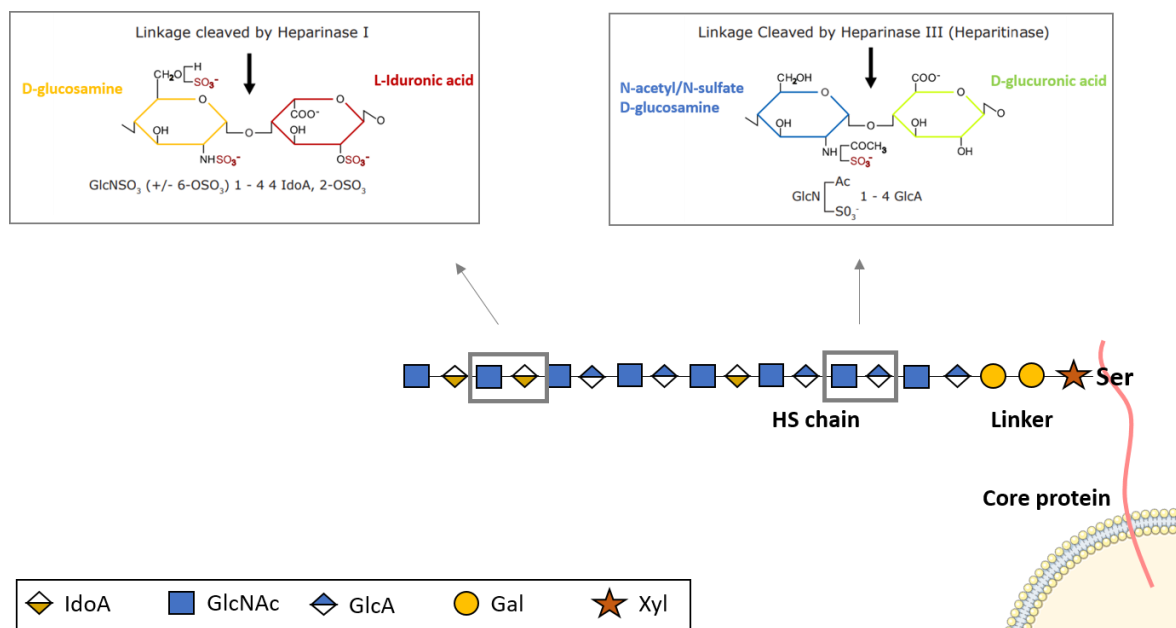 Linkage cleaved by Heparinase I
D-glucosamine
L-Iduronic acid
CH₂O
H
SO₃⁻
O
COO⁻
O
OH
O
OH
NHSO₃⁻
OSO₃⁻
GlcNSO₃ (+/- 6-OSO₃) 1 - 4 4 IdoA, 2-OSO₃
Linkage Cleaved by Heparinase III (Heparitinase)
N-acetyl/N-sulfate
D-glucosamine
D-glucuronic acid
CH₂OH
O
COO⁻
O
O
OH
O
OH
NH
COCH₃
SO₃⁻
OH
GlcN
Ac
SO₃⁻
1 - 4 GlcA
Ser
HS chain
Linker
Core protein
IdoA
GlcNAc
GlcA
Gal
Xyl